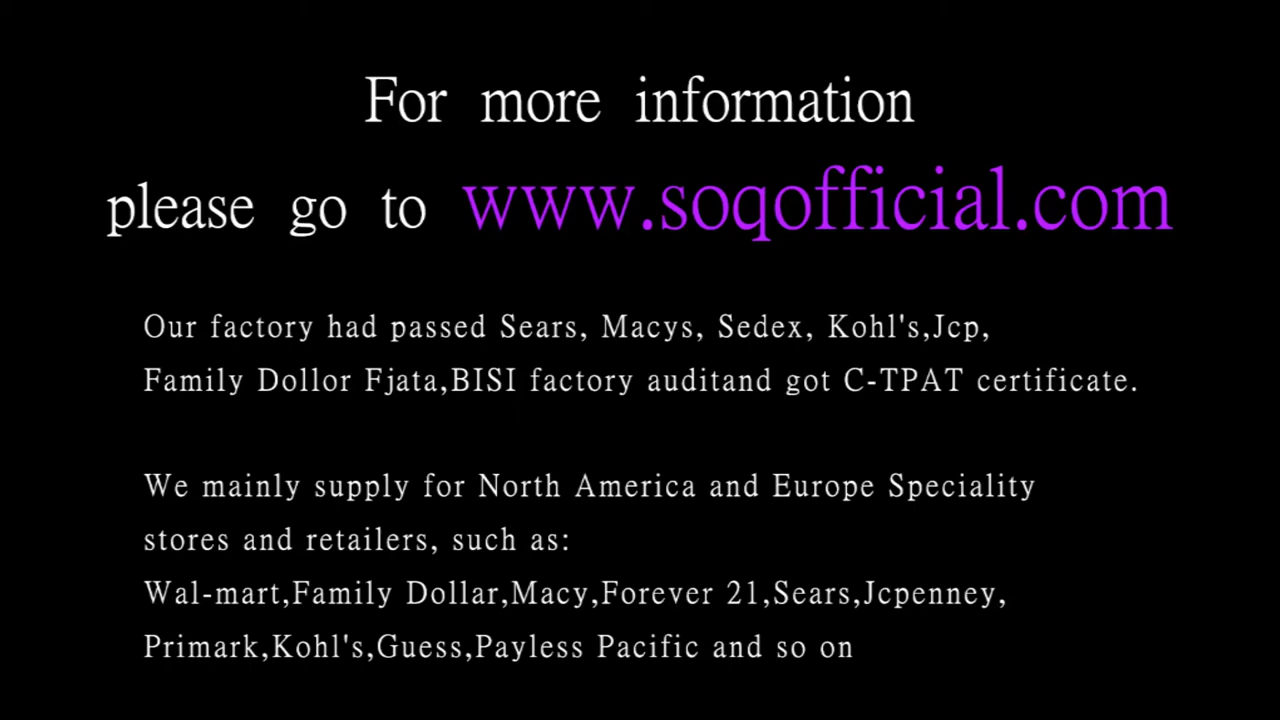 For more information
please go to www.soqofficial.com
Our factory had passed Sears, Macys, Sedex, Kohl's,Jcp,
Family Dollor Fjata,BISI factory auditand got C-TPAT certificate.
We mainly supply for North America and Europe Speciality
stores and retailers, such as:
Wal-mart,Family Dollar,Macy,Forever 21,Sears,Jcpenney,
Primark,Kohl's,Guess,Payless Pacific and so on